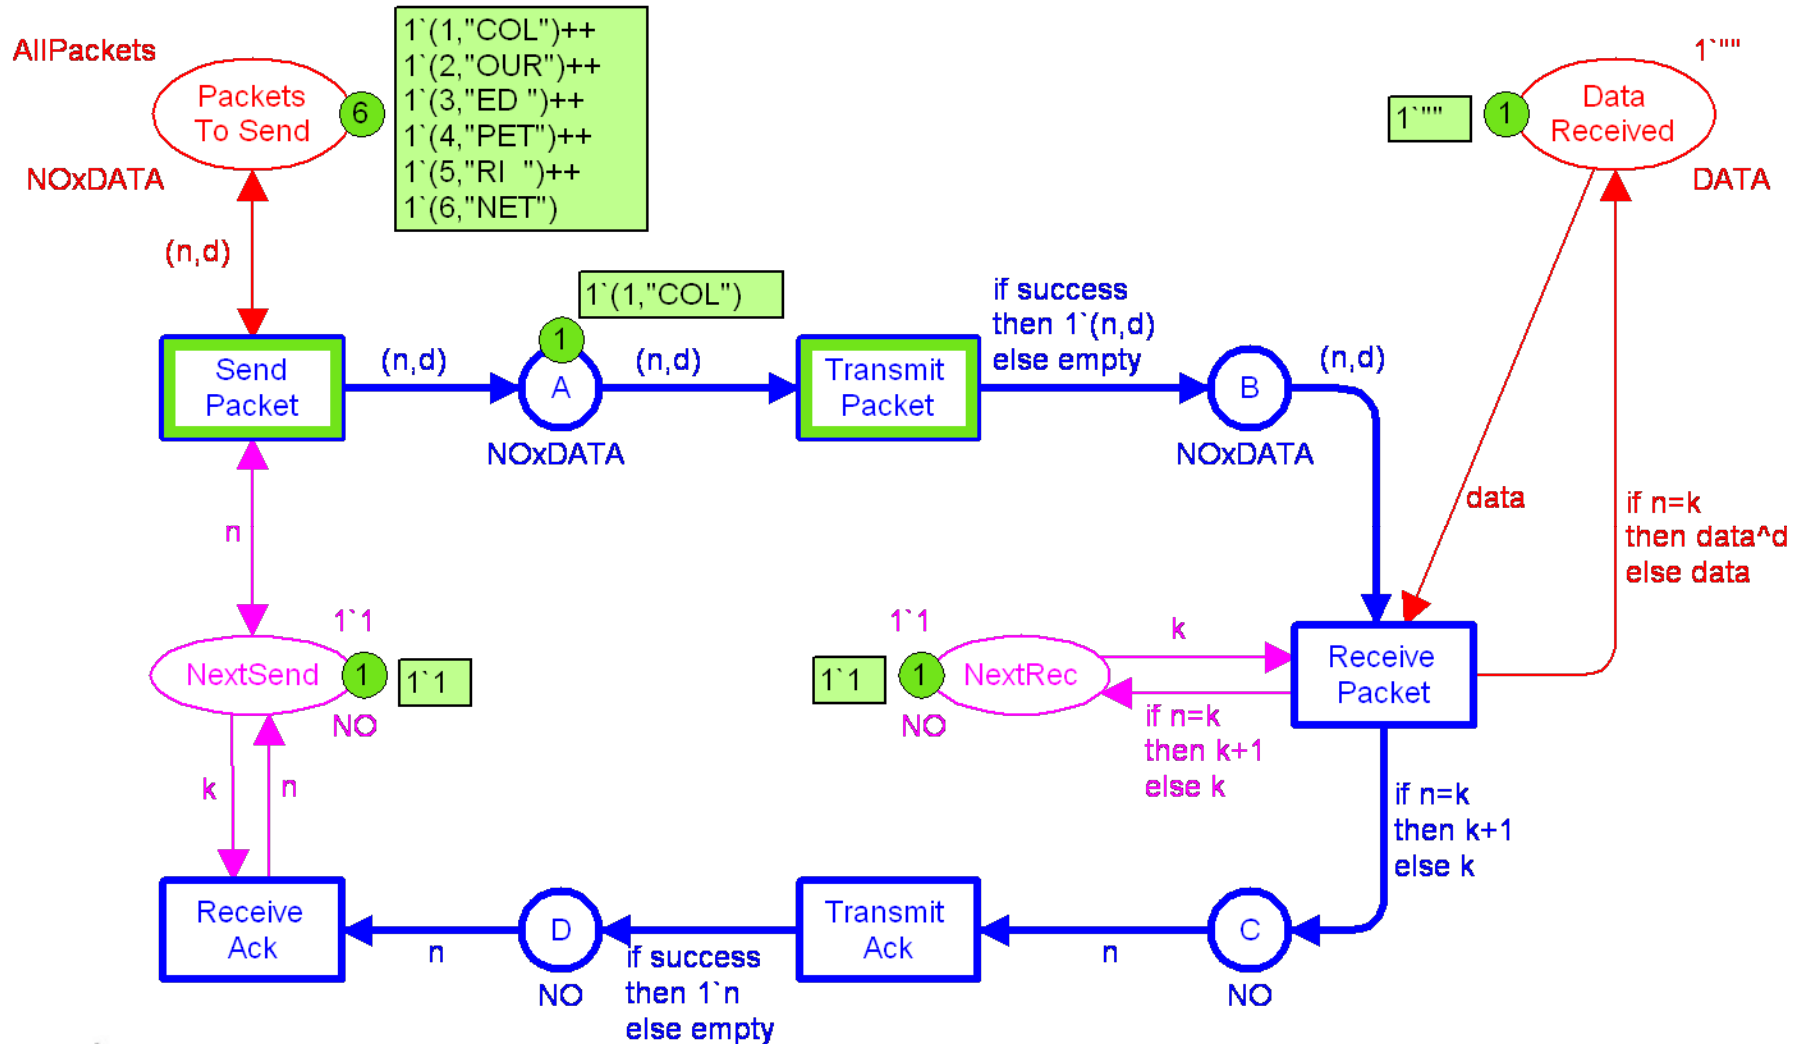 AllPackets
Packets
To Send
6
NOxDATA
1`(1,"COL")++
1`(2,"OUR")++
1`(3,"ED ")++
1`(4,"PET")++
1`(5,"RI  ")++
1`(6,"NET")
1`""
1`""
1
Data
Received
DATA
(n,d)
1`(1,"COL")
1
Send
Packet
(n,d)
A
NOxDATA
(n,d)
Transmit
Packet
if success
then 1`(n,d)
else empty
B
NOxDATA
(n,d)
data
if n=k
then data^d
else data
n
1`1
NextSend
1
1`1
NO
1`1
1`1
1
NextRec
NO
k
if n=k
then k+1
else k
Receive
Packet
k
n
if n=k
then k+1
else k
Receive
Ack
n
D
NO
if success
then 1`n
else empty
Transmit
Ack
n
C
NO